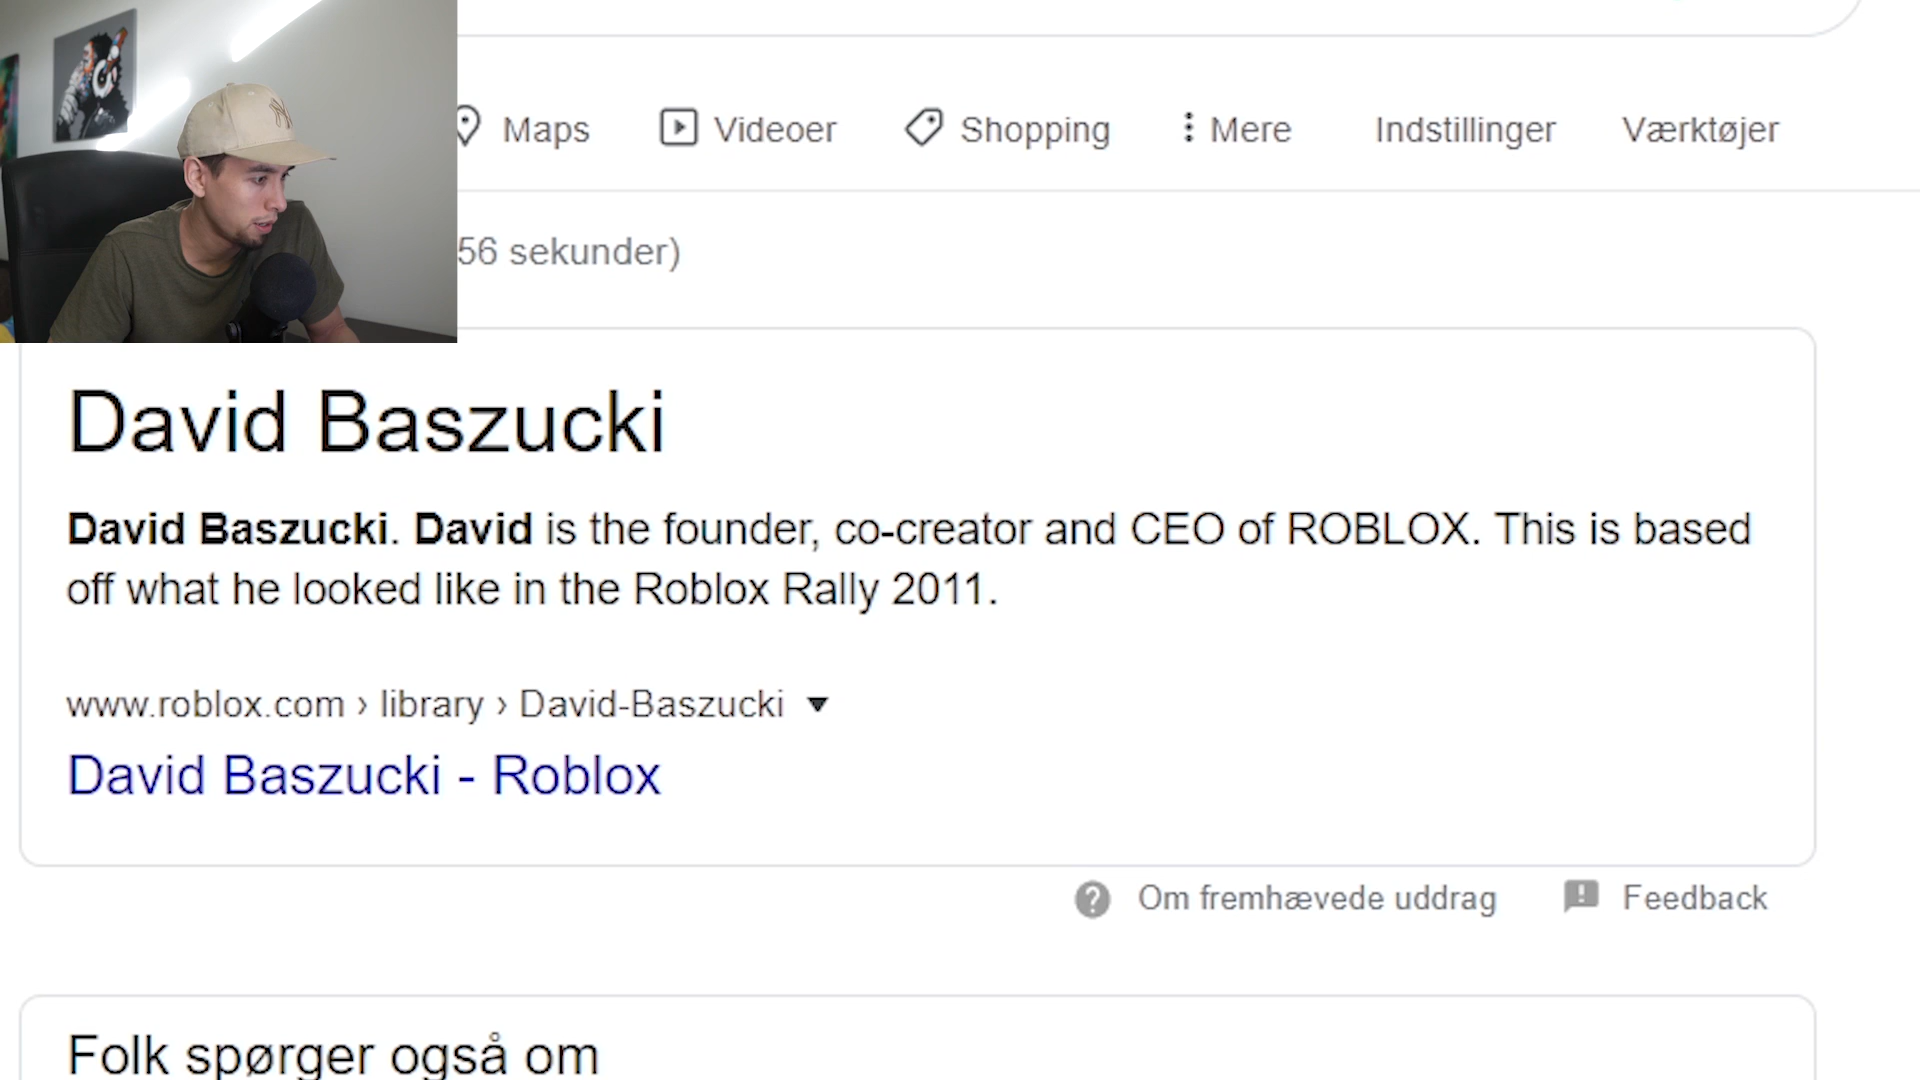 Maps
Videoer
Shopping
Mere
Indstillinger
Værktøjer
56 sekunder)
David Baszucki
David Baszucki. David is the founder, co-creator and CEO of ROBLOX. This is based
off what he looked like in the Roblox Rally 2011.
www.roblox.com › library › David-Baszucki
David Baszucki - Roblox
Om fremhævede uddrag
Feedback
Folk spørger også om